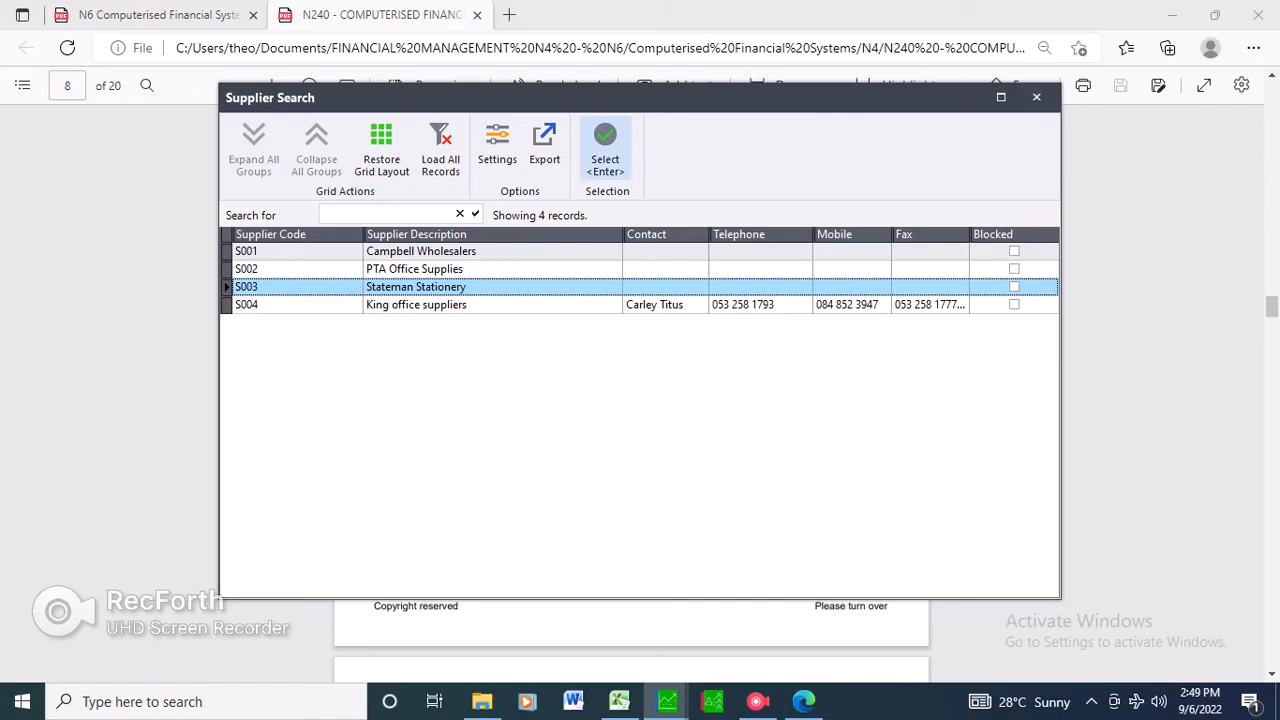 N6 Computerised Financial Syste
N240 - COMPUTERISED FINANC
File
C:/Users/theo/Documents/FINANCIAL%20MANAGEMENT%20N4%20-%20N6/Computerised%20Financial%20Systems/N4/N240%20-%20COMPU...
8 of 20
Supplier Search
Expand All Groups
Collapse All Groups
Restore Grid Layout
Load All Records
Settings
Export
Select <Enter>
Grid Actions
Options
Selection
Search for
Showing 4 records.
Supplier Code Supplier Description Contact Telephone Mobile Fax Blocked
S001 Campbell Wholesalers
S002 PTA Office Supplies
S003 Stateman Stationery
S004 King office suppliers Carley Titus 053 258 1793 084 852 3947 053 258 1777...
RecForth
UHD Screen Recorder
Copyright reserved Please turn over
Activate Windows
Go to Settings to activate Windows.
Type here to search
28°C Sunny
2:49 PM
9/6/2022
1